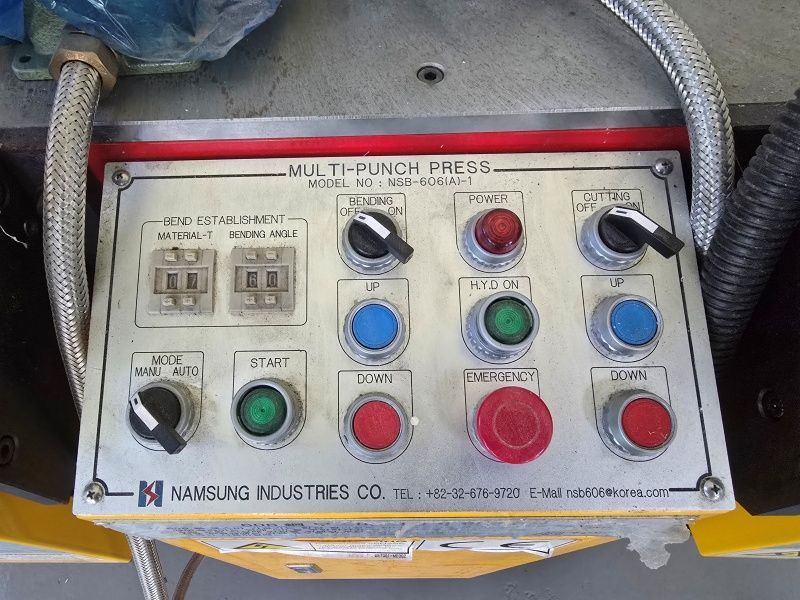 MULTI-PUNCH PRESS
MODEL NO : NSB-606(A)-1
BEND ESTABLISHMENT
MATERIAL-T BENDING ANGLE
0 7
BENDING
OFF ON
POWER
CUTTING
OFF ON
UP
H.Y.D ON
UP
MODE
MANU AUTO
START
DOWN
EMERGENCY
DOWN
NAMSUNG INDUSTRIES CO. TEL : +82-32-676-9720 E-Mail nsb606@korea.com
CE